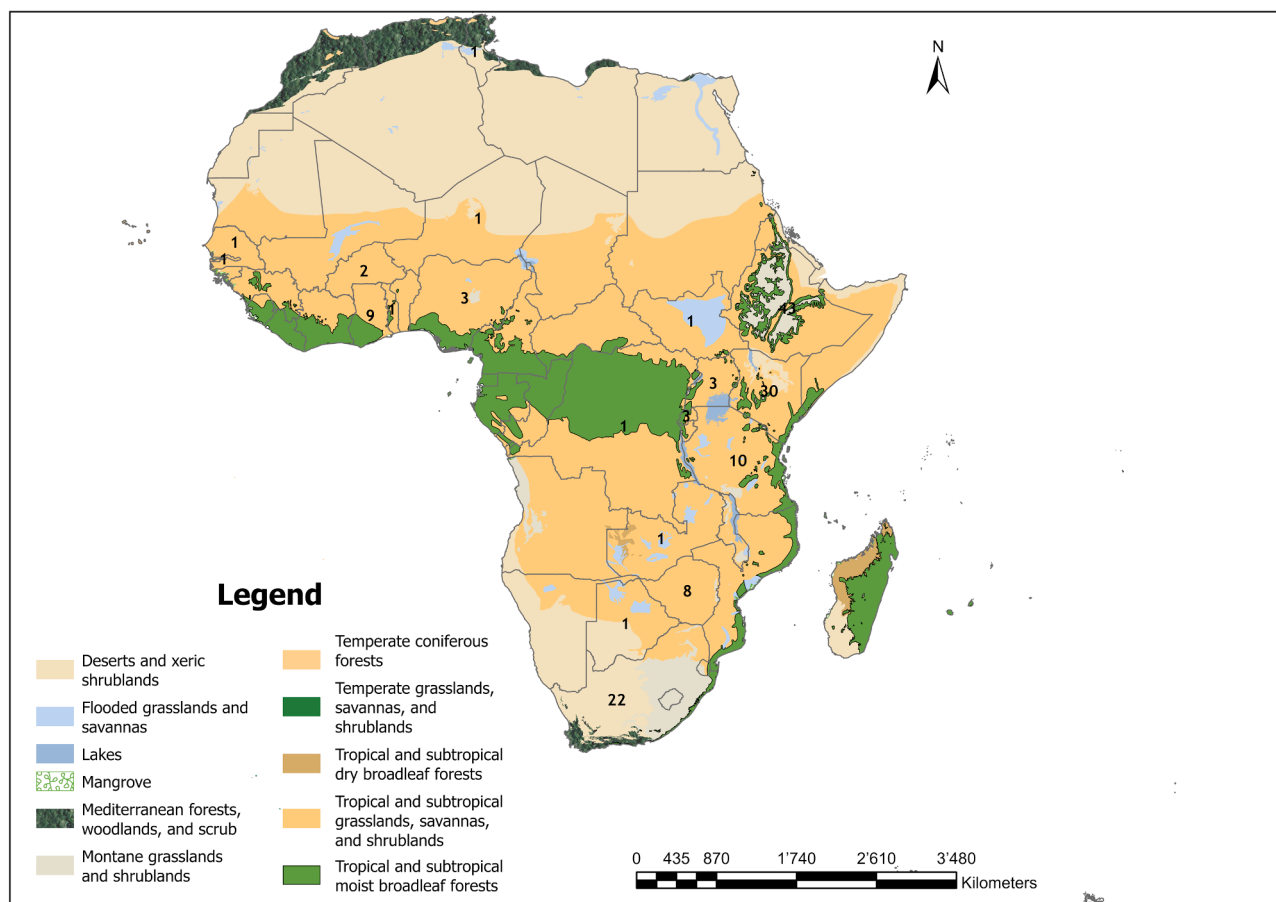 N
1
1
1
1
2
3
9
1
1
43
3
30
3
1
10
1
8
1
22
Legend
Deserts and xeric
shrublands
Flooded grasslands and
savannas
Lakes
Mangrove
Mediterranean forests,
woodlands, and scrub
Montane grasslands
and shrublands
Temperate coniferous
forests
Temperate grasslands,
savannas, and
shrublands
Tropical and subtropical
dry broadleaf forests
Tropical and subtropical
grasslands, savannas,
and shrublands
Tropical and subtropical
moist broadleaf forests
0 435 870 1'740 2'610 3'480
Kilometers